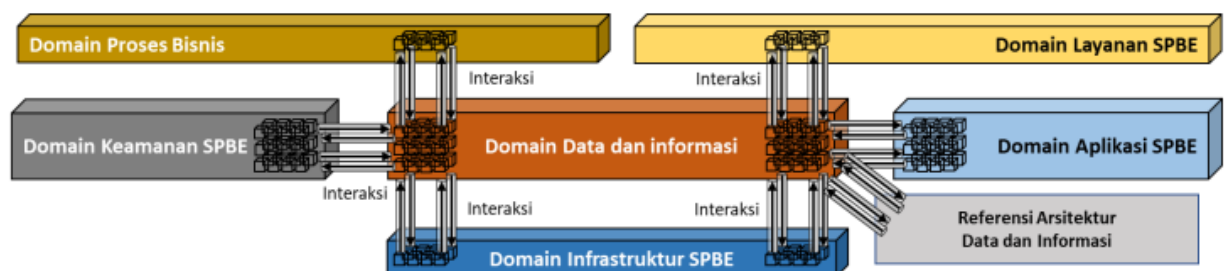 Domain Proses Bisnis
Domain Layanan SPBE
Interaksi
Interaksi
Domain Keamanan SPBE
Domain Data dan informasi
Domain Aplikasi SPBE
Interaksi
Interaksi
Interaksi
Referensi Arsitektur
Data dan Informasi
Domain Infrastruktur SPBE